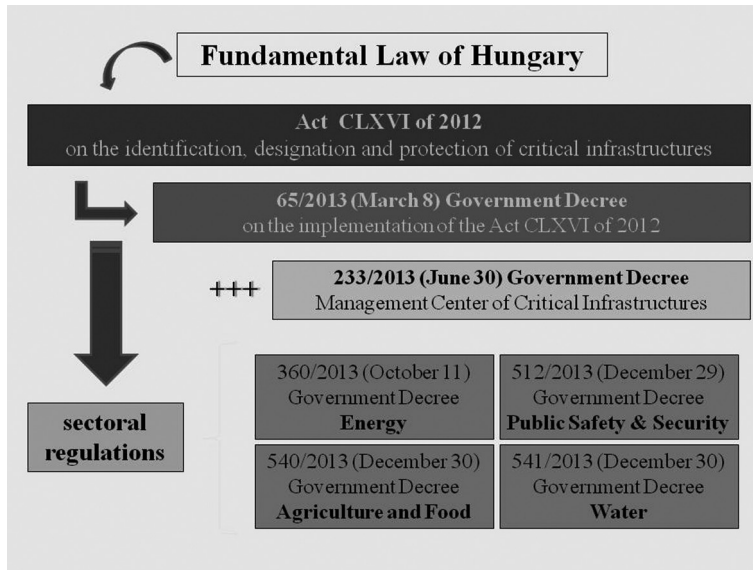 Fundamental Law of Hungary
Act CLXVI of 2012
on the identification, designation and protection of critical infrastructures
65/2013 (March 8) Government Decree
on the implementation of the Act CLXVI of 2012
+++
233/2013 (June 30) Government Decree
Management Center of Critical Infrastructures
sectoral
regulations
360/2013 (October 11)
Government Decree
Energy
512/2013 (December 29)
Government Decree
Public Safety & Security
540/2013 (December 30)
Government Decree
Agriculture and Food
541/2013 (December 30)
Government Decree
Water